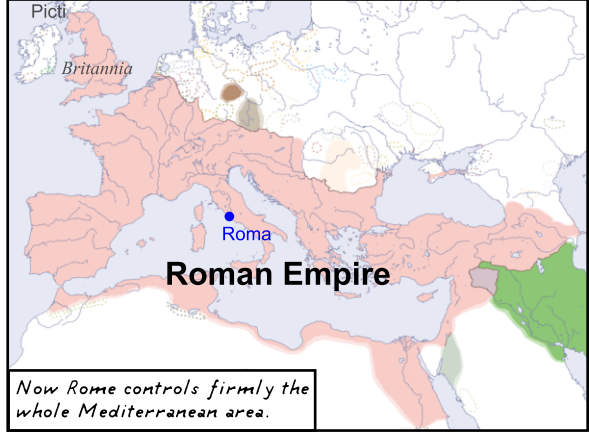 Picti
Britannia
Roma
Roman Empire
Now Rome controls firmly the
whole Mediterranean area.